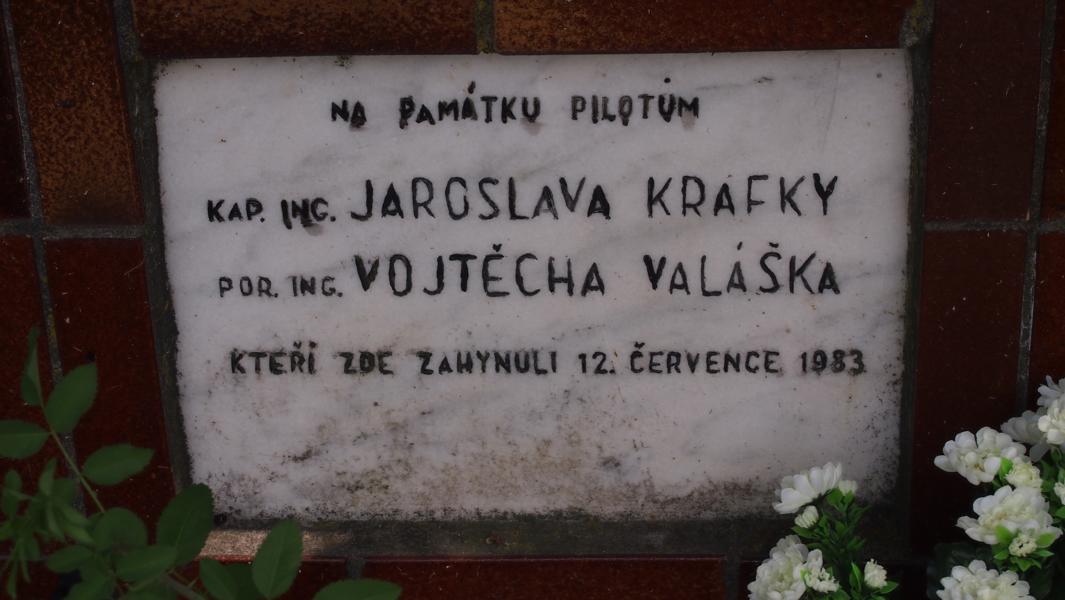 NA PAMÁTKU PILOTŮM
KAP. ING. JAROSLAVA KRAFKY
POR. ING. VOJTĚCHA VALÁŠKA
KTEŘÍ ZDE ZAHYNULI 12. ČERVENCE 1983